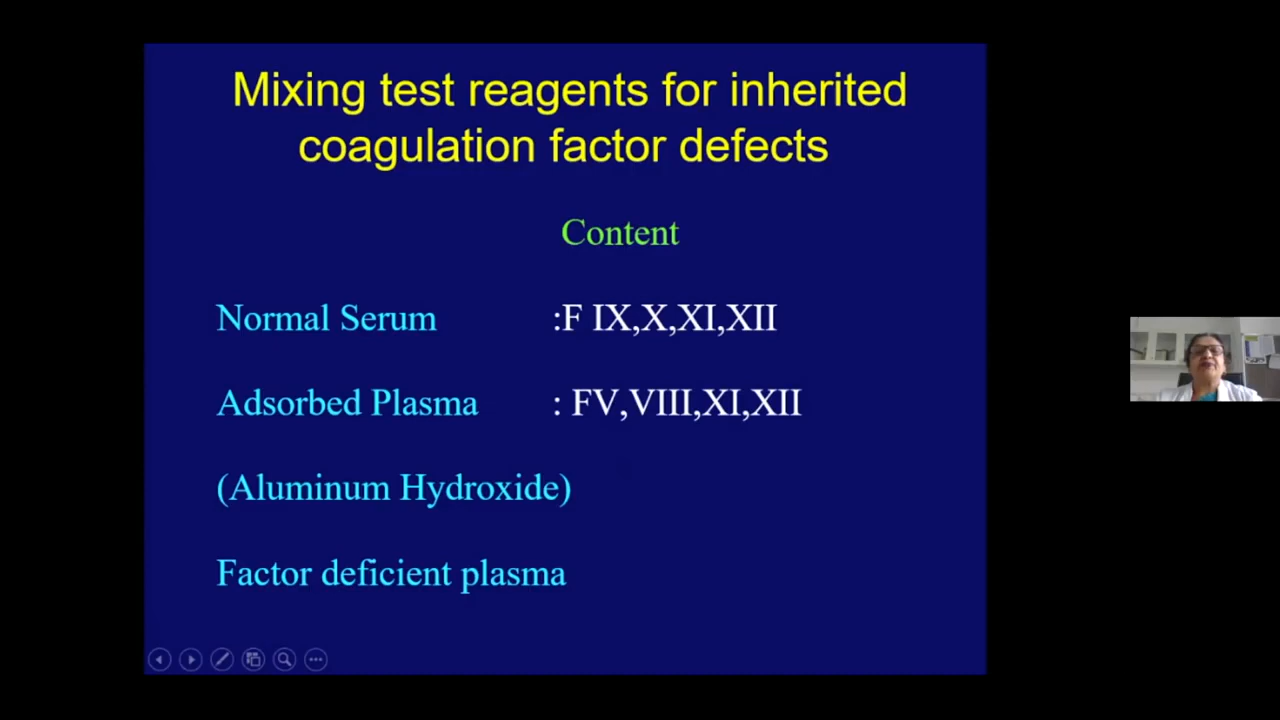 Mixing test reagents for inherited
coagulation factor defects
Content
Normal Serum :F IX,X,XI,XII
Adsorbed Plasma : FV,VIII,XI,XII
(Aluminum Hydroxide)
Factor deficient plasma